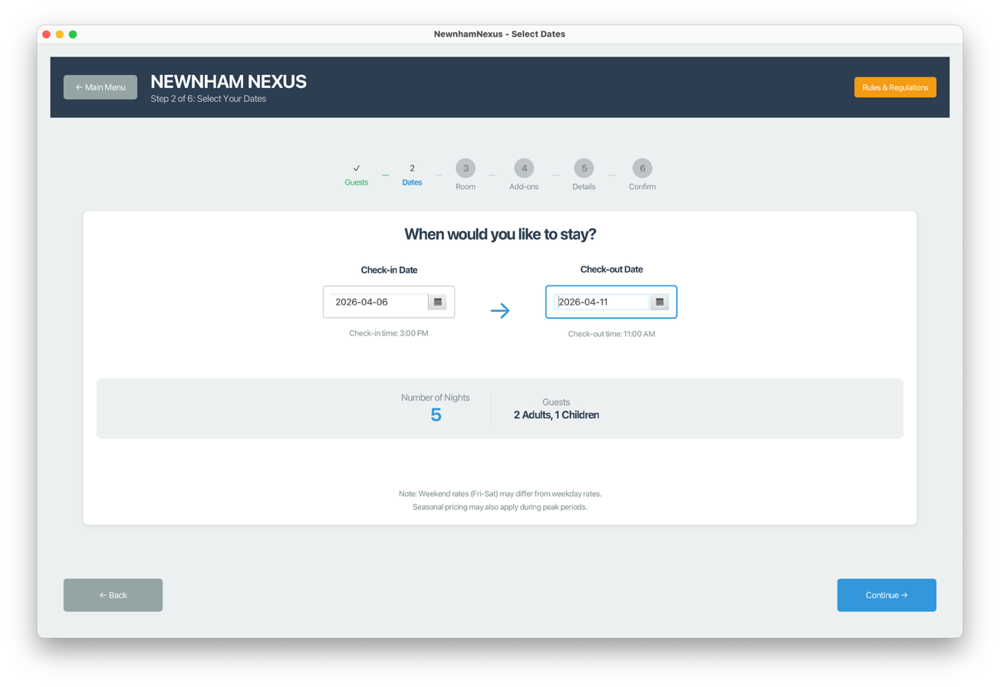 NewnhamNexus - Select Dates
← Main Menu
NEWNHAM NEXUS
Step 2 of 6: Select Your Dates
Rules & Regulations
✓ 2 3 4 5 6
Guests Dates Room Add-ons Details Confirm
When would you like to stay?
Check-in Date Check-out Date
2026-04-06 → 2026-04-11
Check-in time: 3:00 PM Check-out time: 11:00 AM
Number of Nights Guests
5 2 Adults, 1 Children
Note: Weekend rates (Fri-Sat) may differ from weekday rates.
Seasonal pricing may also apply during peak periods.
← Back Continue →